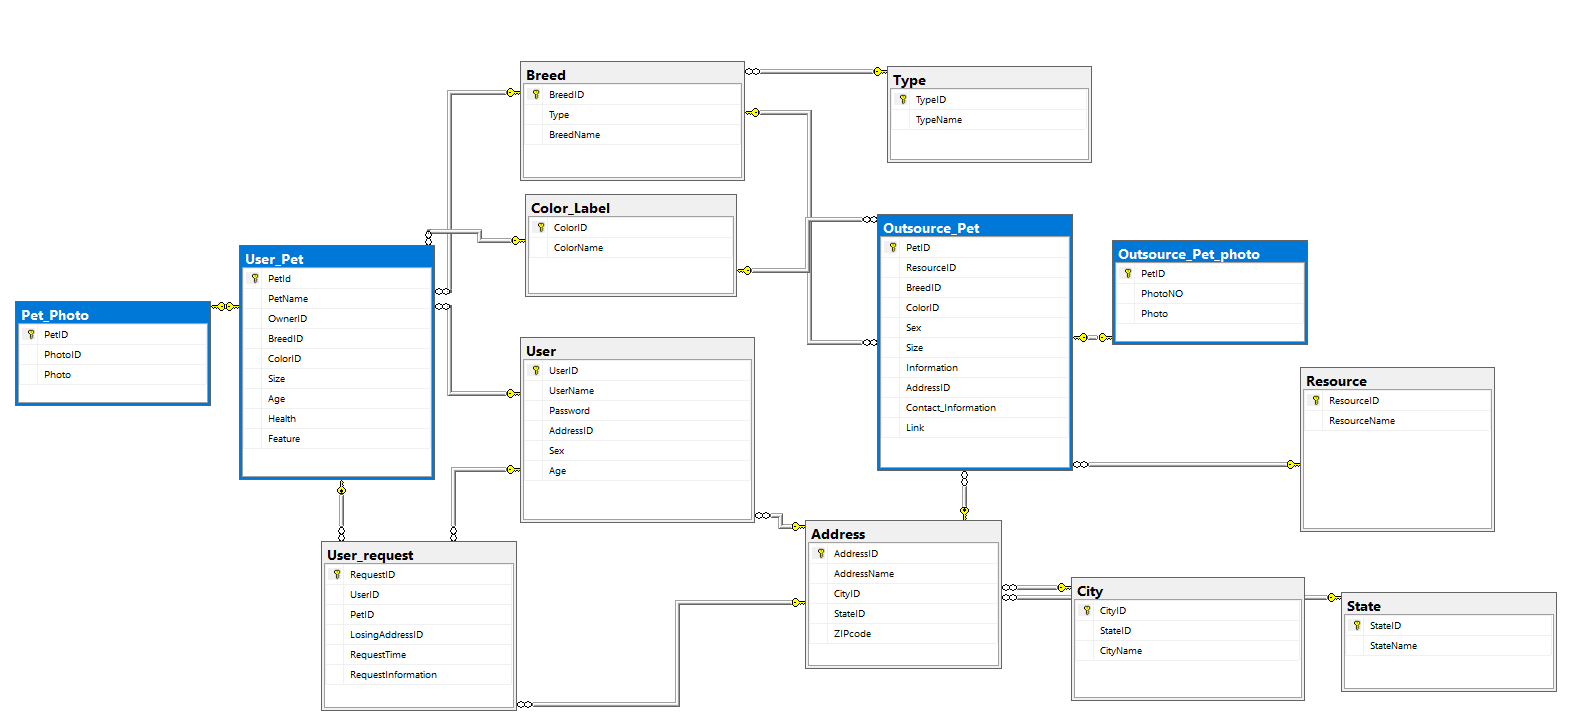 Breed
BreedID
Type
BreedName
Type
TypeID
TypeName
Color_Label
ColorID
ColorName
User_Pet
PetId
PetName
OwnerID
BreedID
ColorID
Size
Age
Health
Feature
Pet_Photo
PetID
PhotoID
Photo
User
UserID
UserName
Password
AddressID
Sex
Age
Outsource_Pet
PetID
ResourceID
BreedID
ColorID
Sex
Size
Information
AddressID
Contact_Information
Link
Outsource_Pet_photo
PetID
PhotoNO
Photo
Resource
ResourceID
ResourceName
User_request
RequestID
UserID
PetID
LosingAddressID
RequestTime
RequestInformation
Address
AddressID
AddressName
CityID
StateID
ZIPcode
City
CityID
StateID
CityName
State
StateID
StateName